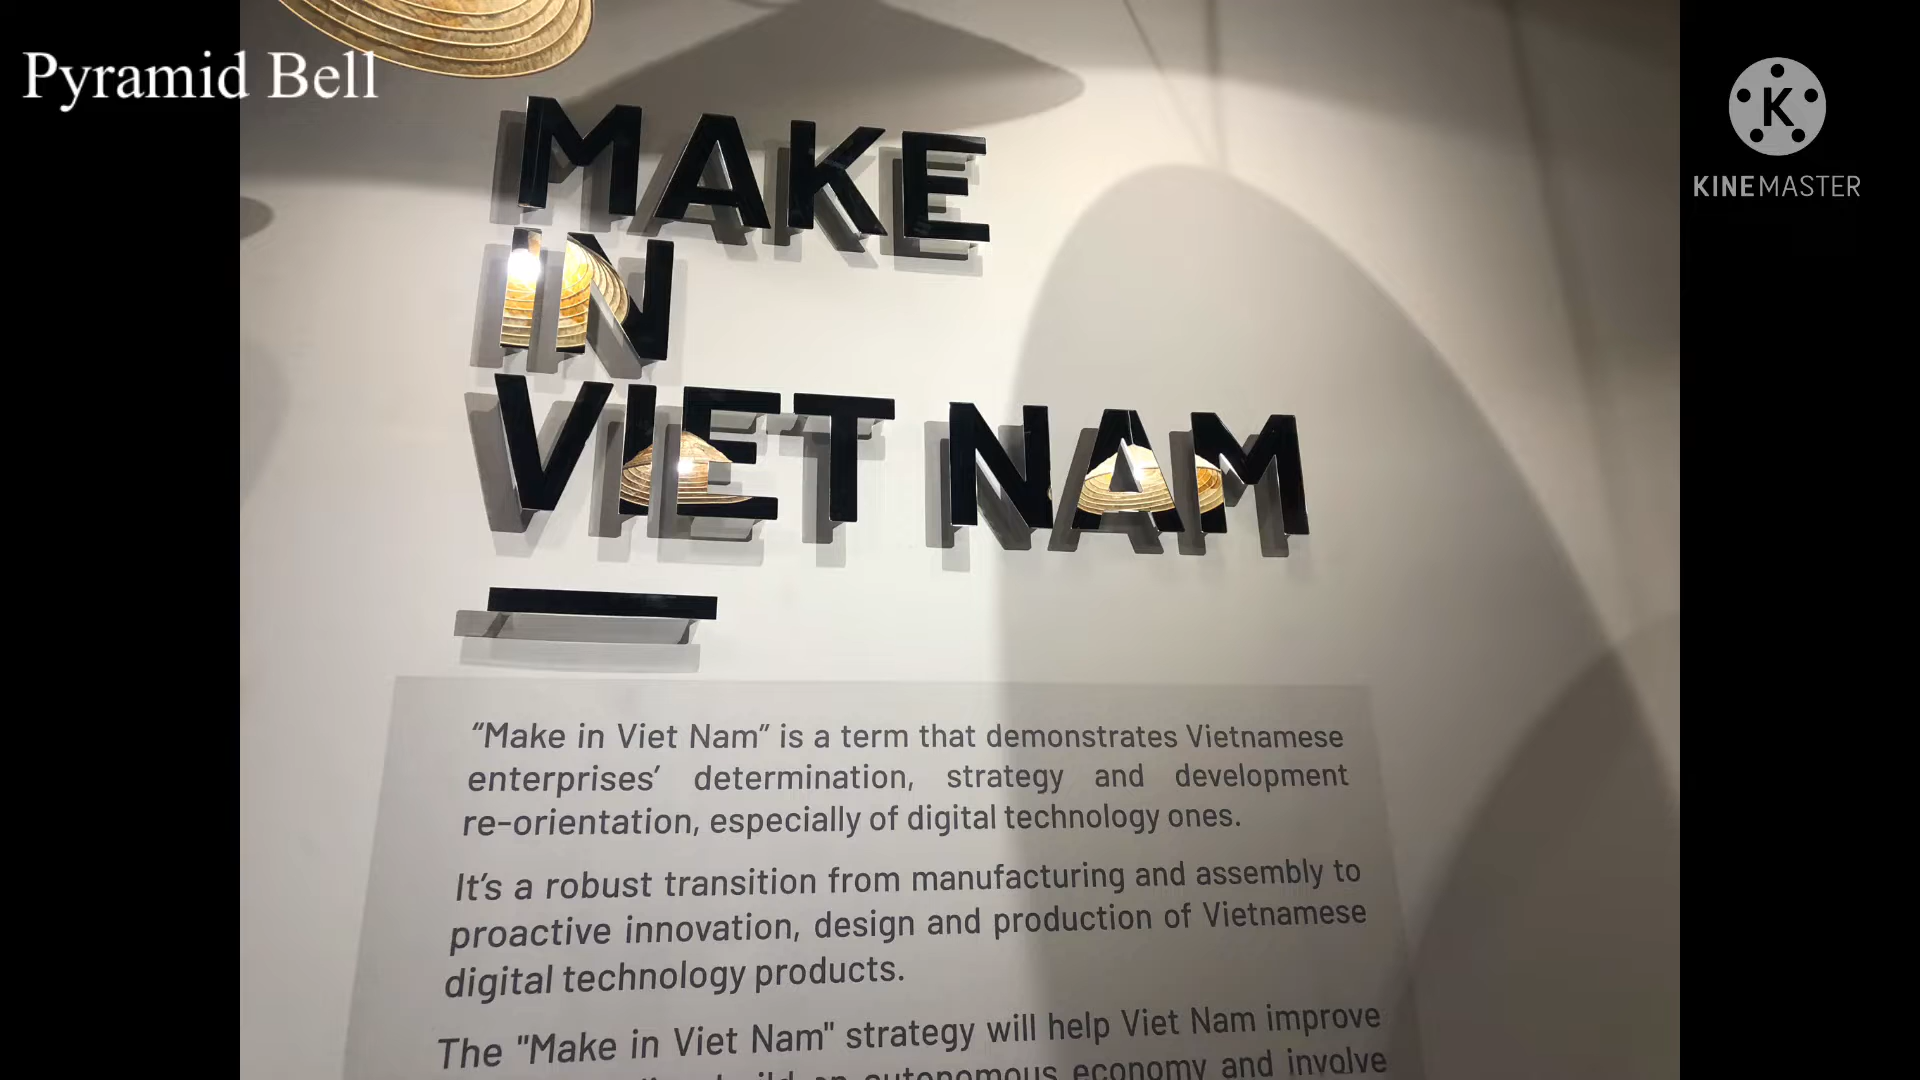 Pyramid Bell
KINEMASTER
MAKE
IN
VIET NAM
“Make in Viet Nam” is a term that demonstrates Vietnamese
enterprises’ determination, strategy and development
re-orientation, especially of digital technology ones.
It’s a robust transition from manufacturing and assembly to
proactive innovation, design and production of Vietnamese
digital technology products.
The "Make in Viet Nam" strategy will help Viet Nam improve
autonomous economy and involve